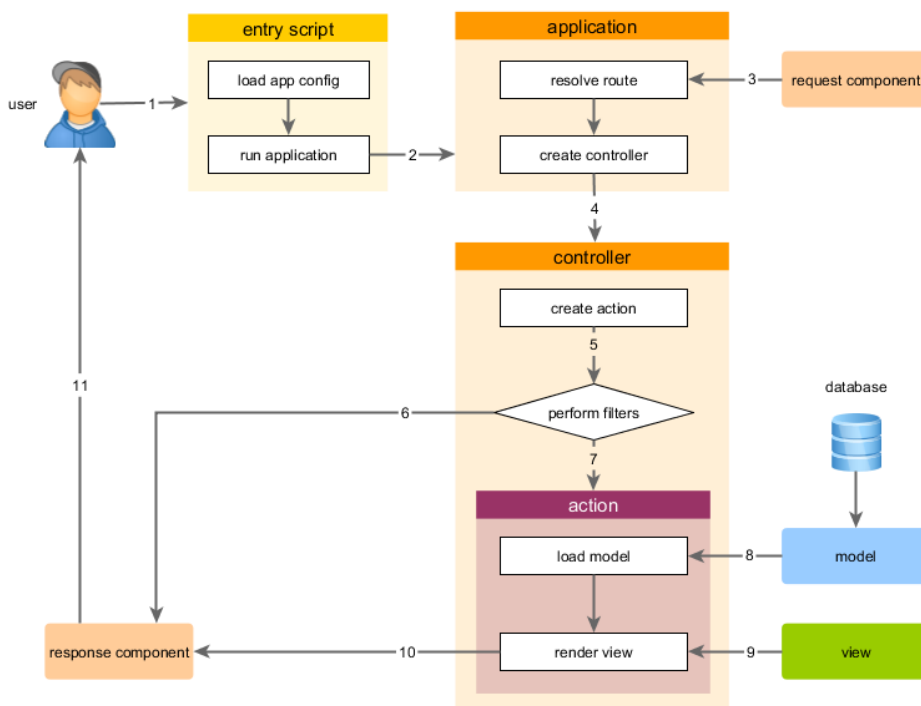 entry script
application
load app config
resolve route
3
request component
user
1
run application
2
create controller
4
controller
create action
5
11
6
perform filters
database
7
action
load model
8
model
response component
10
render view
9
view